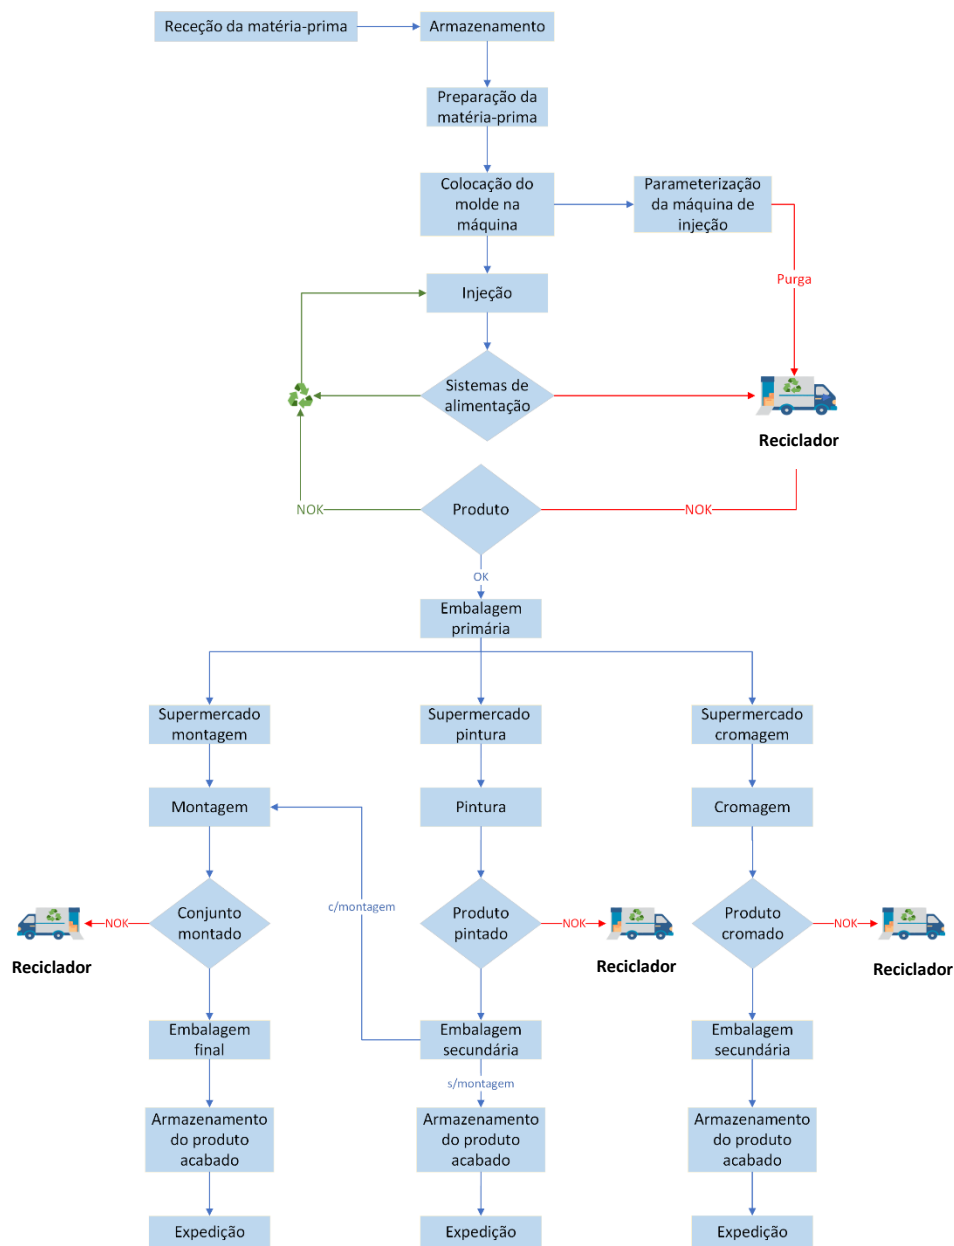 Receção da matéria-prima
Armazenamento
Preparação da
matéria-prima
Colocação do
molde na
máquina
Parameterização
da máquina de
injeção
Purga
Injeção
Sistemas de
alimentação
Reciclador
NOK
Produto
NOK
OK
Embalagem
primária
Supermercado
montagem
Supermercado
pintura
Supermercado
cromagem
Montagem
Pintura
Cromagem
c/montagem
NOK
Conjunto
montado
Produto
pintado
NOK
Produto
cromado
NOK
Reciclador
Reciclador
Reciclador
Embalagem
final
Embalagem
secundária
Embalagem
secundária
s/montagem
Armazenamento
do produto
acabado
Armazenamento
do produto
acabado
Armazenamento
do produto
acabado
Expedição
Expedição
Expedição